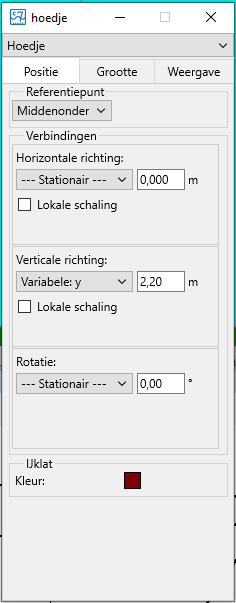 hoedje
Hoedje
Positie Grootte Weergave
Referentiepunt
Middenonder
Verbindingen
Horizontale richting:
--- Stationair --- 0,000 m
Lokale schaling
Verticale richting:
Variabele: y 2,20 m
Lokale schaling
Rotatie:
--- Stationair --- 0,00 °
IJklat
Kleur: